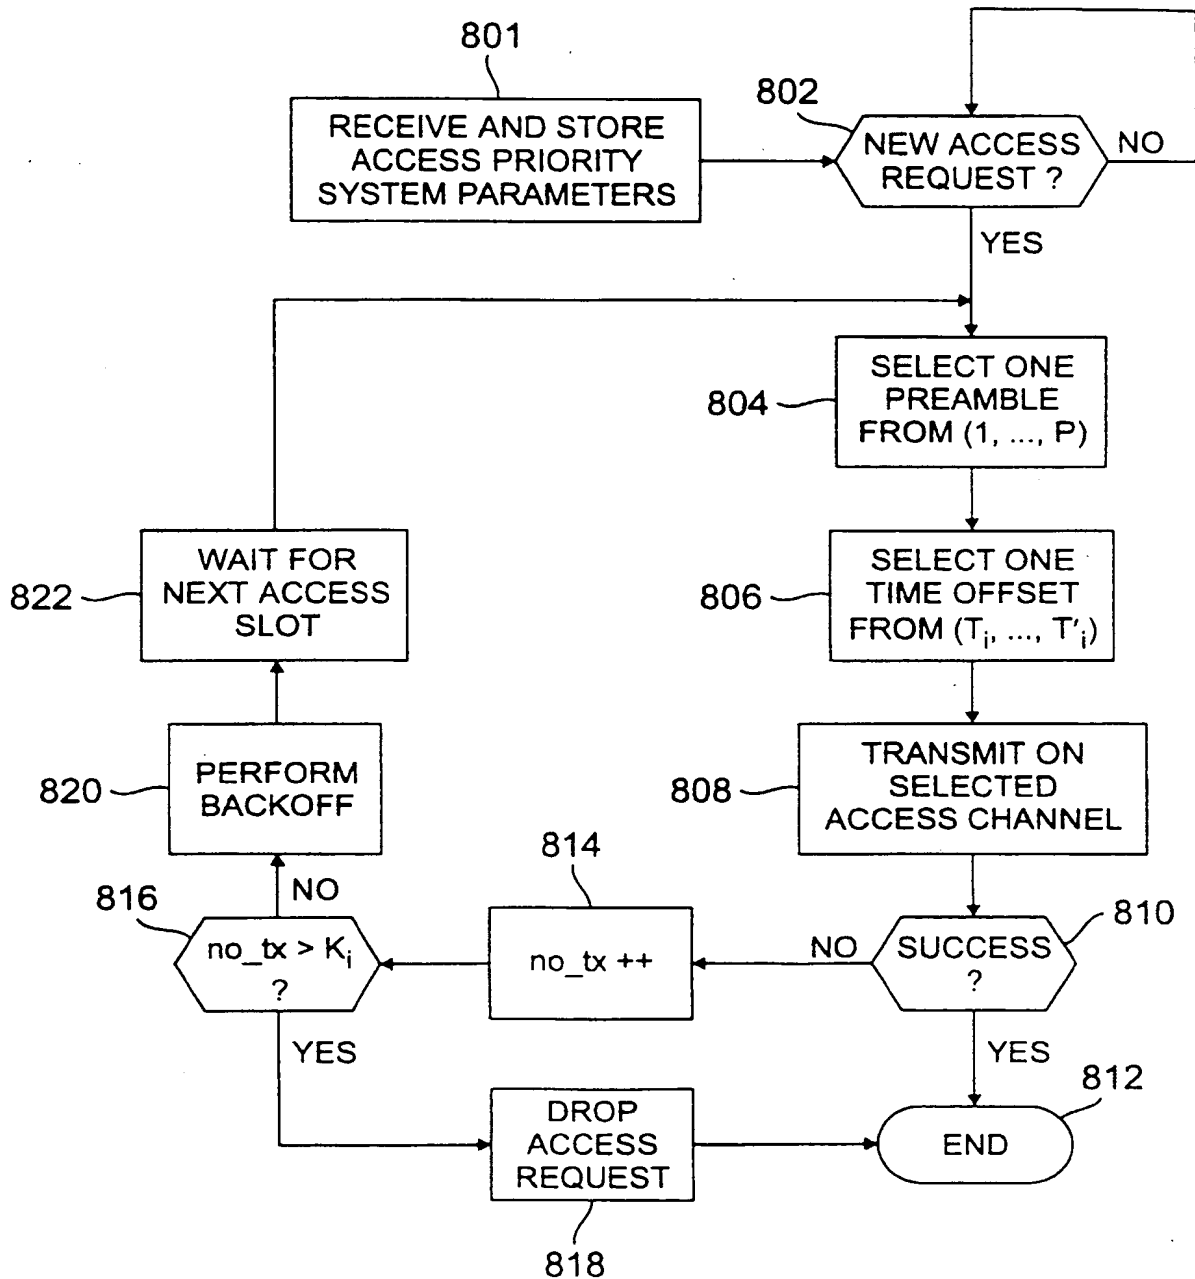 801
RECEIVE AND STORE
ACCESS PRIORITY
SYSTEM PARAMETERS
802
NEW ACCESS
REQUEST ?
NO
YES
804
SELECT ONE
PREAMBLE
FROM (1, ..., P)
806
SELECT ONE
TIME OFFSET
FROM (Tᵢ, ..., T'ᵢ)
808
TRANSMIT ON
SELECTED
ACCESS CHANNEL
810
SUCCESS
?
NO
YES
812
END
814
no_tx ++
816
no_tx > Kᵢ
?
NO
YES
818
DROP
ACCESS
REQUEST
820
PERFORM
BACKOFF
822
WAIT FOR
NEXT ACCESS
SLOT